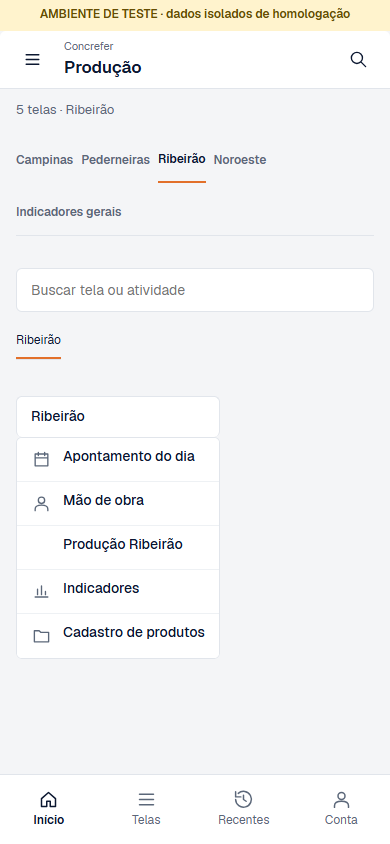 AMBIENTE DE TESTE · dados isolados de homologação
Concrefer
Produção
5 telas · Ribeirão
Campinas Pederneiras Ribeirão Noroeste
Indicadores gerais
Buscar tela ou atividade
Ribeirão
Ribeirão
Apontamento do dia
Mão de obra
Produção Ribeirão
Indicadores
Cadastro de produtos
Início Telas Recentes Conta